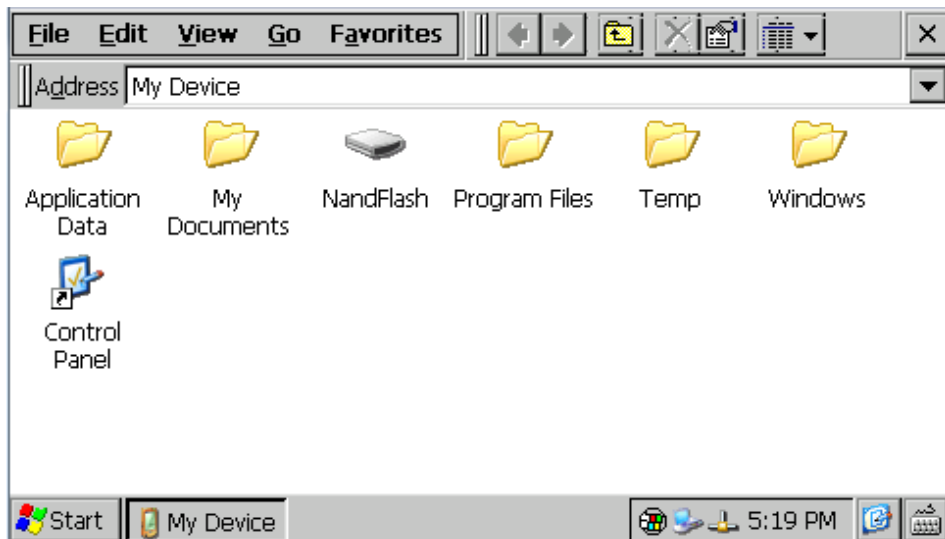 File Edit View Go Favorites
Address My Device
Application Data
My Documents
NandFlash
Program Files
Temp
Windows
Control Panel
Start My Device 5:19 PM